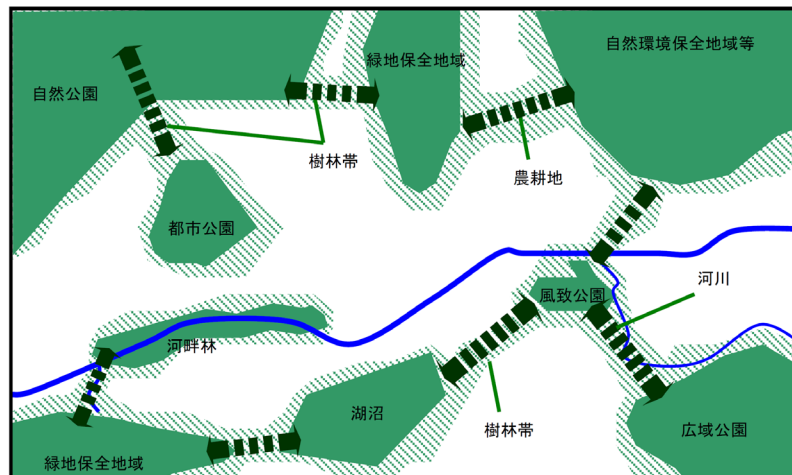 自然環境保全地域等
緑地保全地域
自然公園
樹林帯
農耕地
都市公園
河川
風致公園
河畔林
湖沼
樹林帯
広域公園
緑地保全地域